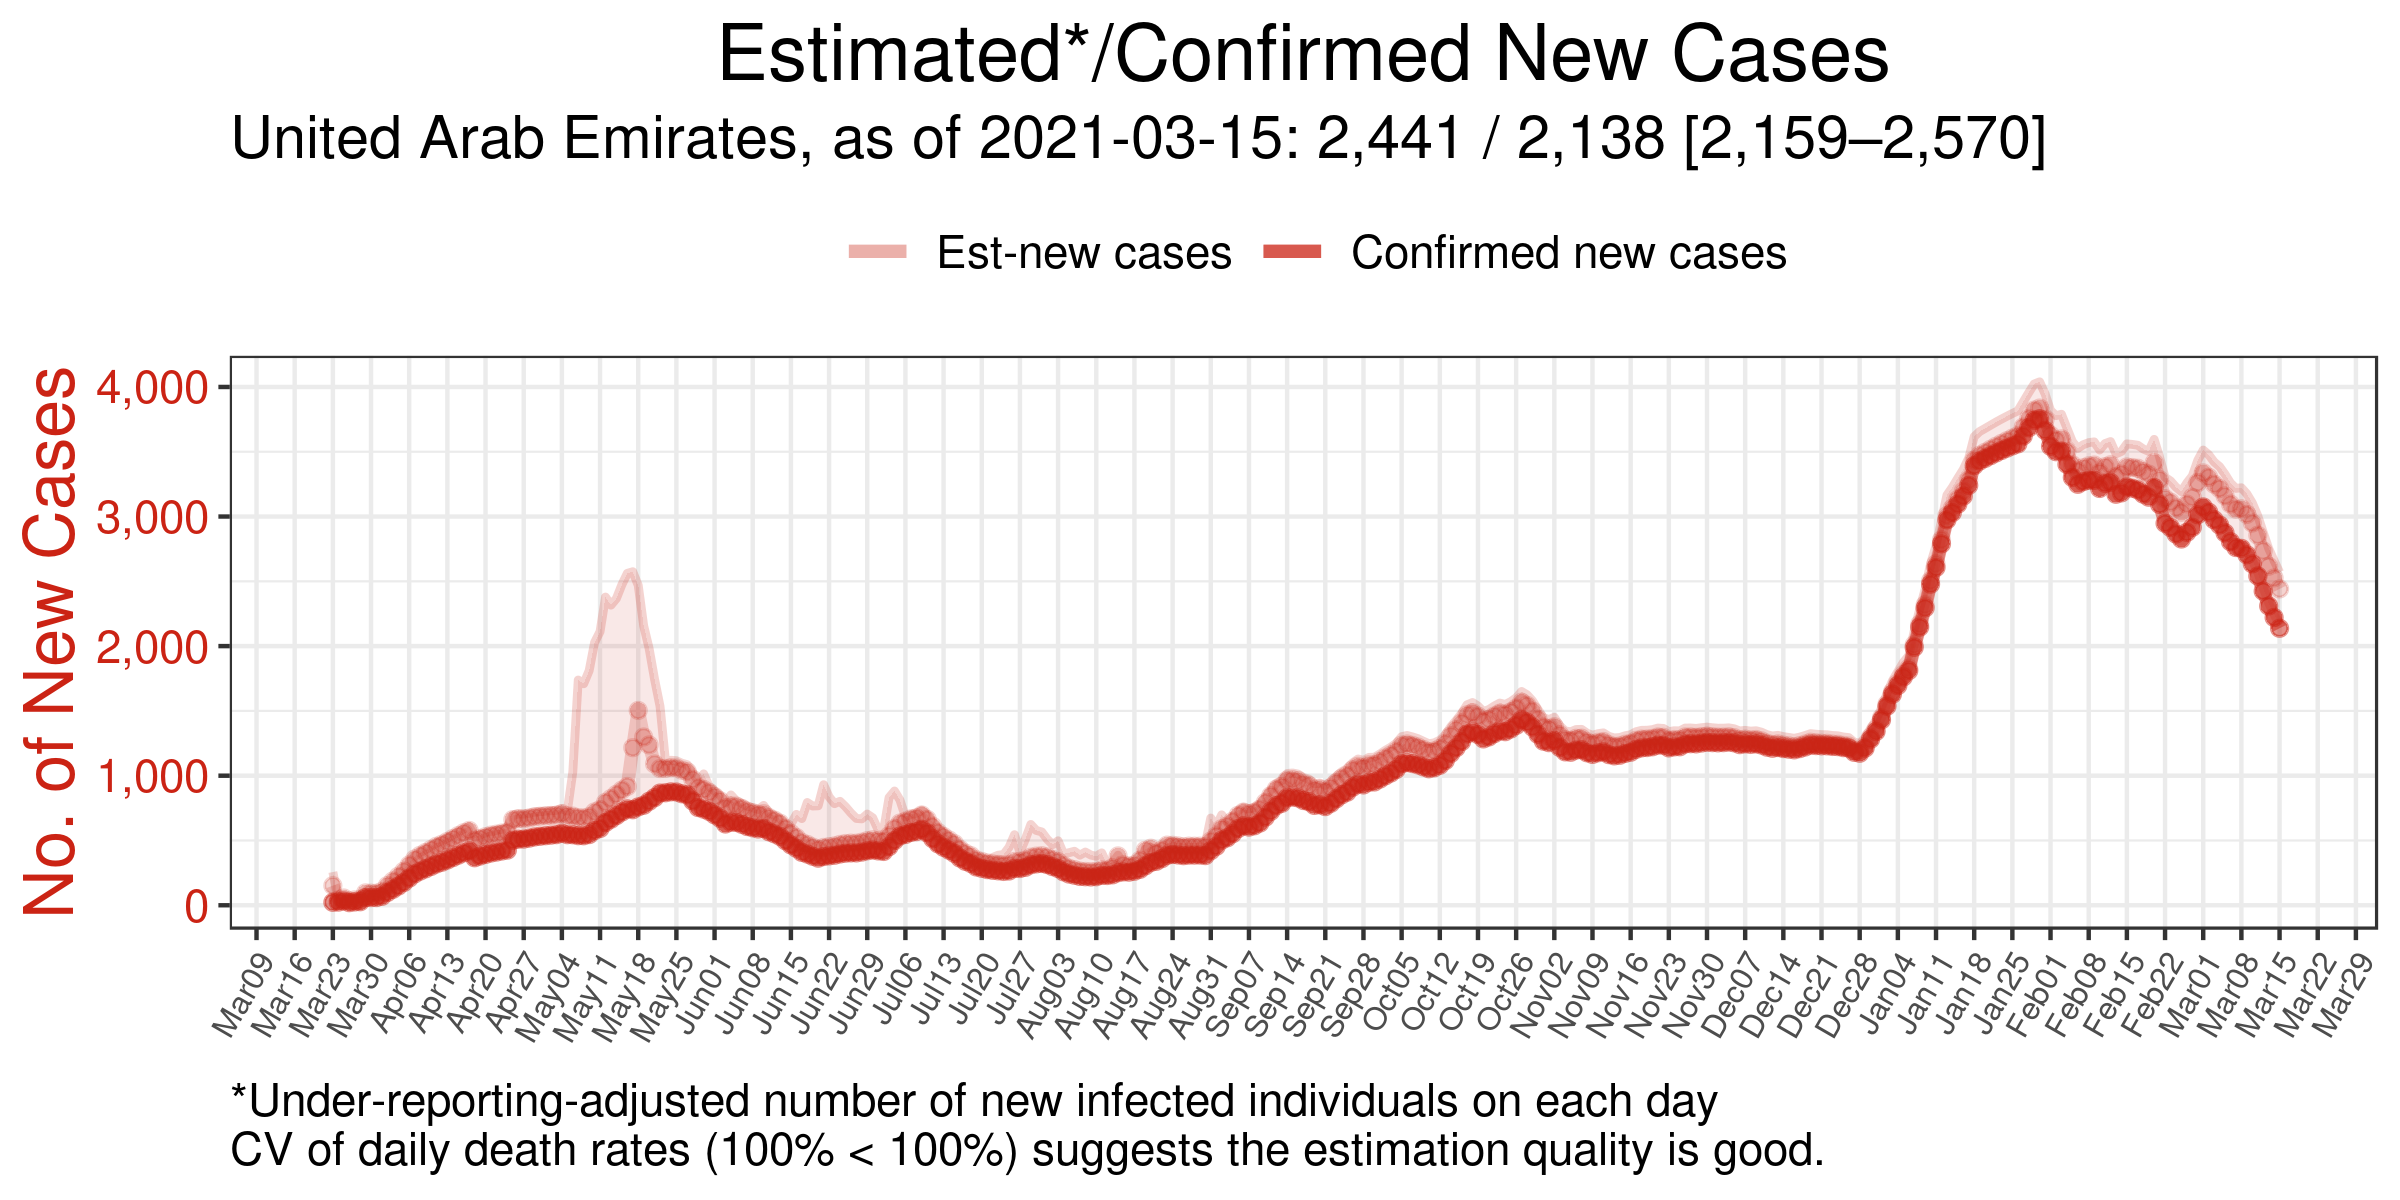 Estimated*/Confirmed New Cases
United Arab Emirates, as of 2021-03-15: 2,441 / 2,138 [2,159–2,570]
Est-new cases Confirmed new cases
No. of New Cases
4,000
3,000
2,000
1,000
0
Mar09 Mar16 Mar23 Mar30 Apr06 Apr13 Apr20 Apr27 May04 May11 May18 May25 Jun01 Jun08 Jun15 Jun22 Jun29 Jul06 Jul13 Jul20 Jul27 Aug03 Aug10 Aug17 Aug24 Aug31 Sep07 Sep14 Sep21 Sep28 Oct05 Oct12 Oct19 Oct26 Nov02 Nov09 Nov16 Nov23 Nov30 Dec07 Dec14 Dec21 Dec28 Jan04 Jan11 Jan18 Jan25 Feb01 Feb08 Feb15 Feb22 Mar01 Mar08 Mar15 Mar22 Mar29
*Under-reporting-adjusted number of new infected individuals on each day
CV of daily death rates (100% < 100%) suggests the estimation quality is good.